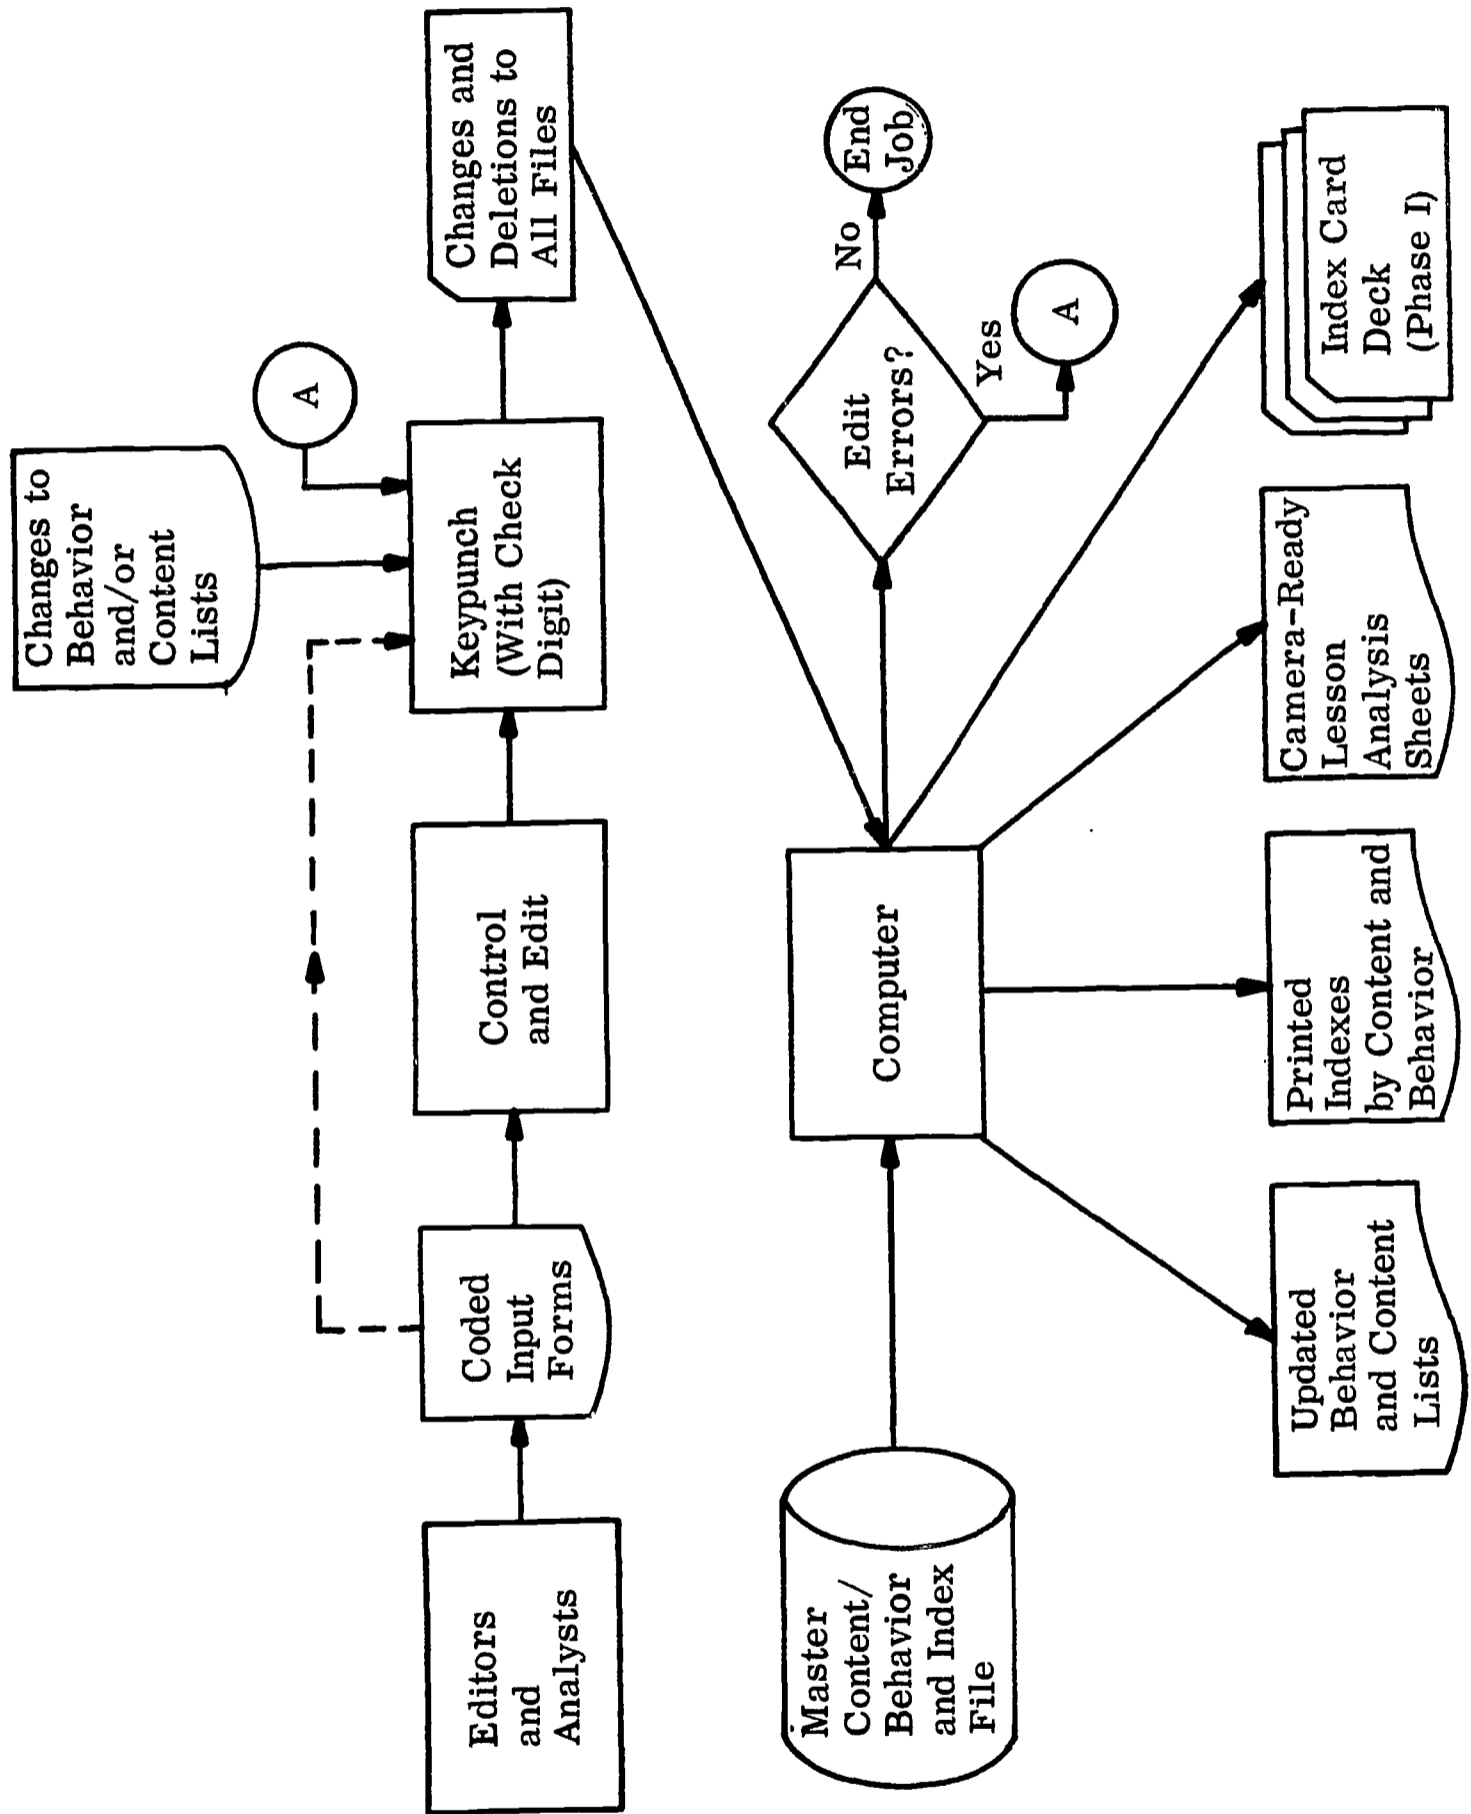 Changes to
Behavior
and/or
Content
Lists
A
Editors
and
Analysts
Coded
Input
Forms
Control
and Edit
Keypunch
(With Check
Digit)
Changes and
Deletions to
All Files
Master
Content/
Behavior
and Index
File
Computer
Edit
Errors?
No
End
Job
Yes
A
Updated
Behavior
and Content
Lists
Printed
Indexes
by Content and
Behavior
Camera-Ready
Lesson
Analysis
Sheets
Index Card
Deck
(Phase I)